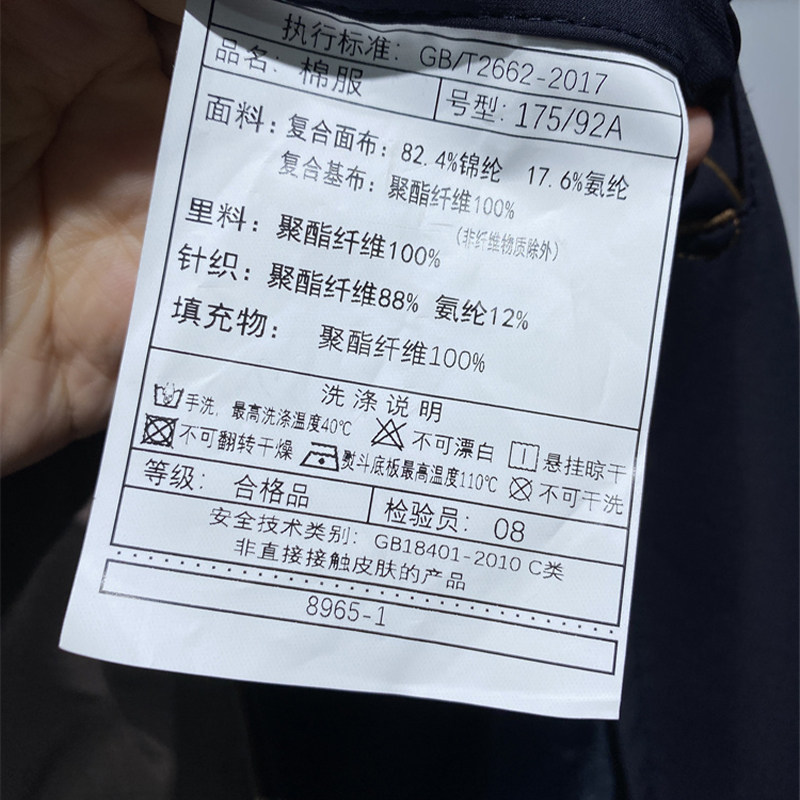 执行标准: GB/T2662-2017
品名: 棉服
号型: 175/92A
面料: 复合面布: 82.4%锦纶 17.6%氨纶
复合基布: 聚酯纤维100%
(非纤维物质除外)
里料: 聚酯纤维100%
针织: 聚酯纤维88% 氨纶12%
填充物: 聚酯纤维100%
洗涤说明
手洗, 最高洗涤温度40℃ 不可漂白 悬挂晾干
不可翻转干燥 熨斗底板最高温度110℃ 不可干洗
等级: 合格品
检验员: 08
安全技术类别: GB18401-2010 C类
非直接接触皮肤的产品
8965-1